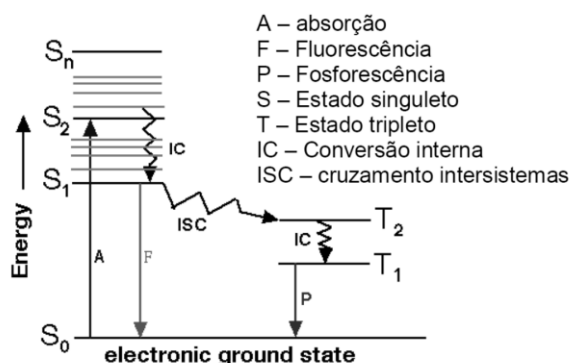 A – absorção
F – Fluorescência
P – Fosforescência
S – Estado singuleto
T – Estado tripleto
IC – Conversão interna
ISC – cruzamento intersistemas
Sn
S2
IC
S1
ISC
T2
IC
T1
Energy
A
F
P
S0
electronic ground state